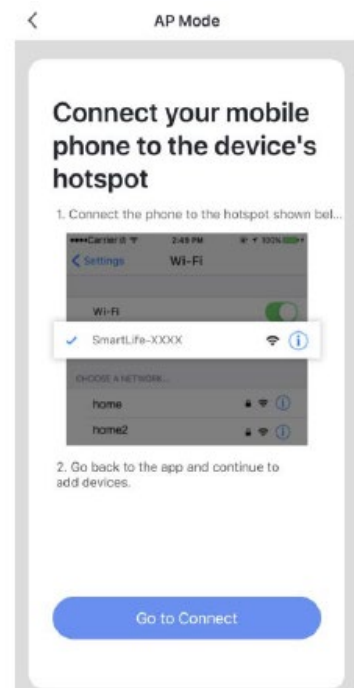 AP Mode
Connect your mobile
phone to the device's
hotspot
1. Connect the phone to the hotspot shown bel...
Carrier 2:49 PM 100%
Settings Wi-Fi
Wi-Fi
SmartLife-XXXX
CHOOSE A NETWORK...
home
home2
2. Go back to the app and continue to
add devices.
Go to Connect